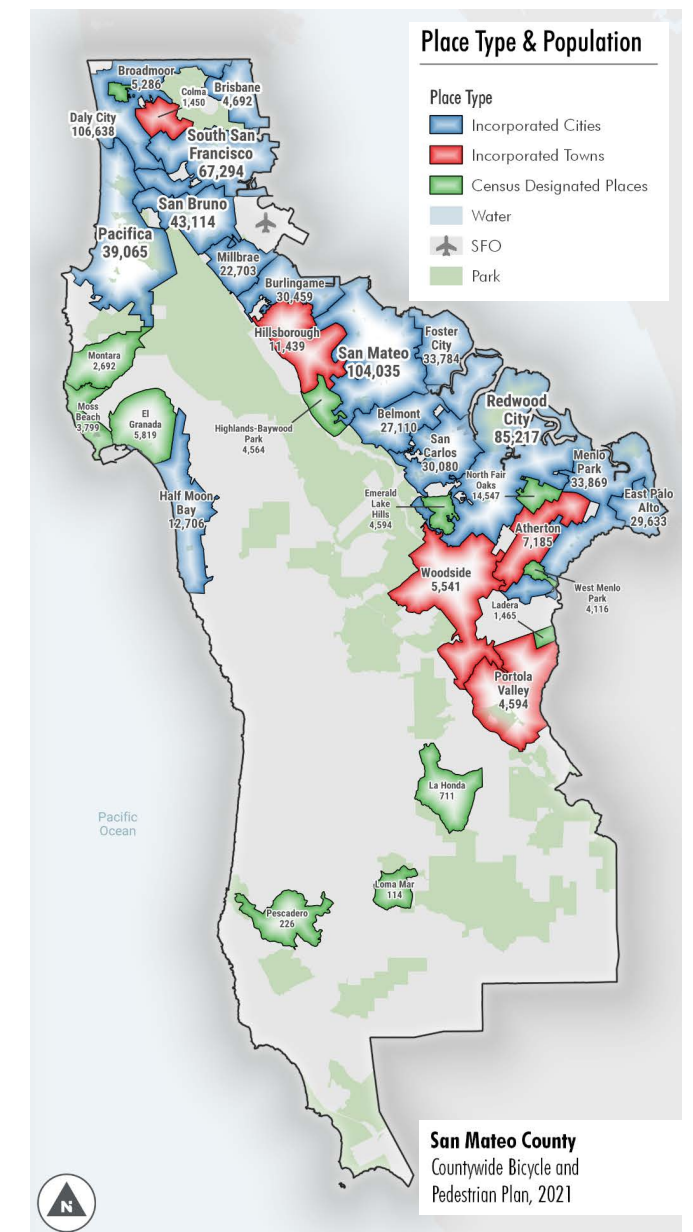 Place Type & Population
Place Type
Incorporated Cities
Incorporated Towns
Census Designated Places
Water
SFO
Park
Broadmoor
5,286
Colma
1,450
Brisbane
4,692
Daly City
106,638
South San
Francisco
67,294
San Bruno
43,114
Pacifica
39,065
Millbrae
22,703
Burlingame
30,459
Hillsborough
11,439
San Mateo
104,035
Foster
City
33,784
Montara
2,692
Moss
Beach
3,799
El
Granada
5,819
Highlands-Baywood
Park
4,564
Belmont
27,110
Redwood
City
85,217
San
Carlos
30,080
Menlo
Park
33,869
North Fair
Oaks
14,547
East Palo
Alto
29,633
Half Moon
Bay
12,706
Emerald
Lake
Hills
4,594
Atherton
7,185
Woodside
5,541
West Menlo
Park
4,116
Ladera
1,465
Portola
Valley
4,594
La Honda
711
Pacific
Ocean
Loma Mar
114
Pescadero
226
San Mateo County
Countywide Bicycle and
Pedestrian Plan, 2021
N